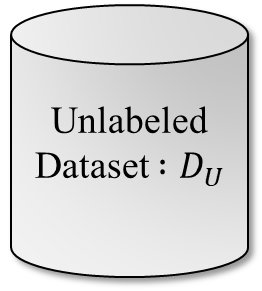 Unlabeled
Dataset : D_U